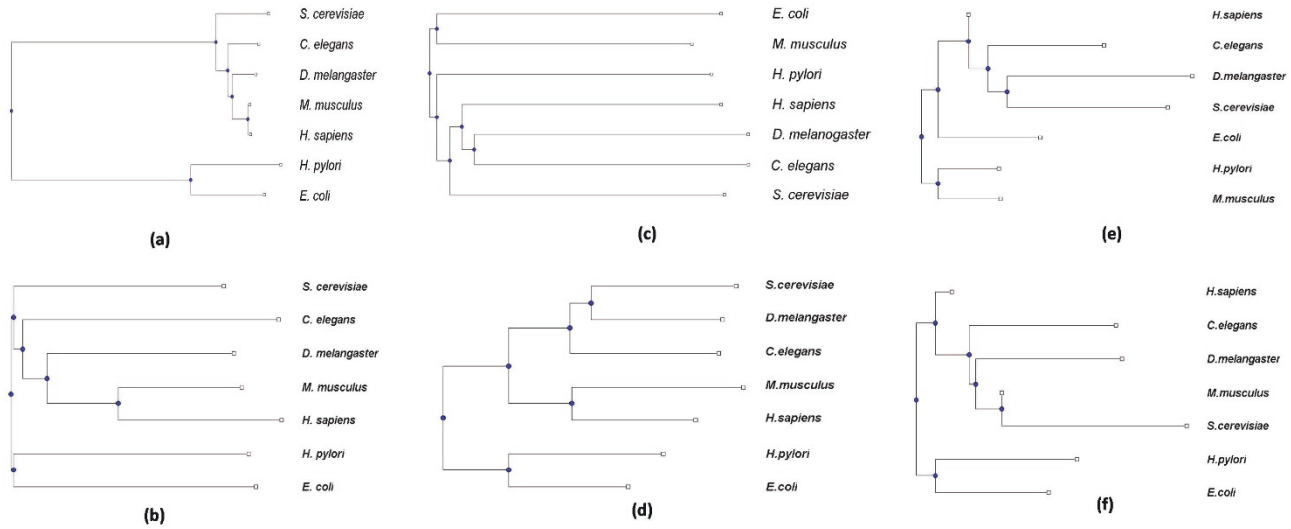 S. cerevisiae
C. elegans
D. melangaster
M. musculus
H. sapiens
H. pylori
E. coli
(a)
E. coli
M. musculus
H. pylori
H. sapiens
D. melanogaster
C. elegans
S. cerevisiae
(c)
H.sapiens
C.elegans
D.melangaster
S.cerevisiae
E.coli
H.pylori
M.musculus
(e)
S. cerevisiae
C. elegans
D. melangaster
M. musculus
H. sapiens
H. pylori
E. coli
(b)
S.cerevisiae
D.melangaster
C.elegans
M.musculus
H.sapiens
H.pylori
E.coli
(d)
H.sapiens
C.elegans
D.melangaster
M.musculus
S.cerevisiae
H.pylori
E.coli
(f)